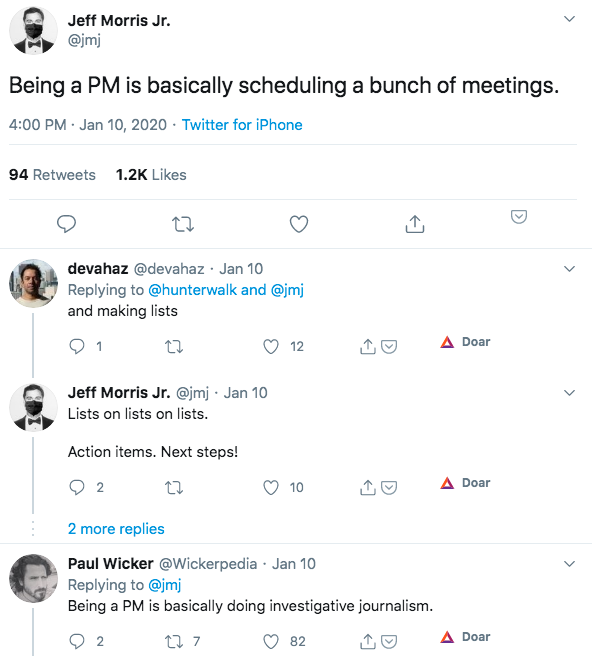 Jeff Morris Jr.
@jmj
Being a PM is basically scheduling a bunch of meetings.
4:00 PM · Jan 10, 2020 · Twitter for iPhone
94 Retweets 1.2K Likes
devahaz @devahaz · Jan 10
Replying to @hunterwalk and @jmj
and making lists
1 12 Doar
Jeff Morris Jr. @jmj · Jan 10
Lists on lists on lists.
Action items. Next steps!
2 10 Doar
2 more replies
Paul Wicker @Wickerpedia · Jan 10
Replying to @jmj
Being a PM is basically doing investigative journalism.
2 7 82 Doar